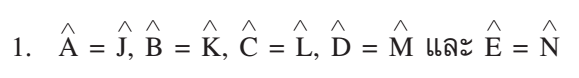 1. Â = Ĵ, B̂ = K̂, Ĉ = L̂, D̂ = M̂ และ Ê = N̂